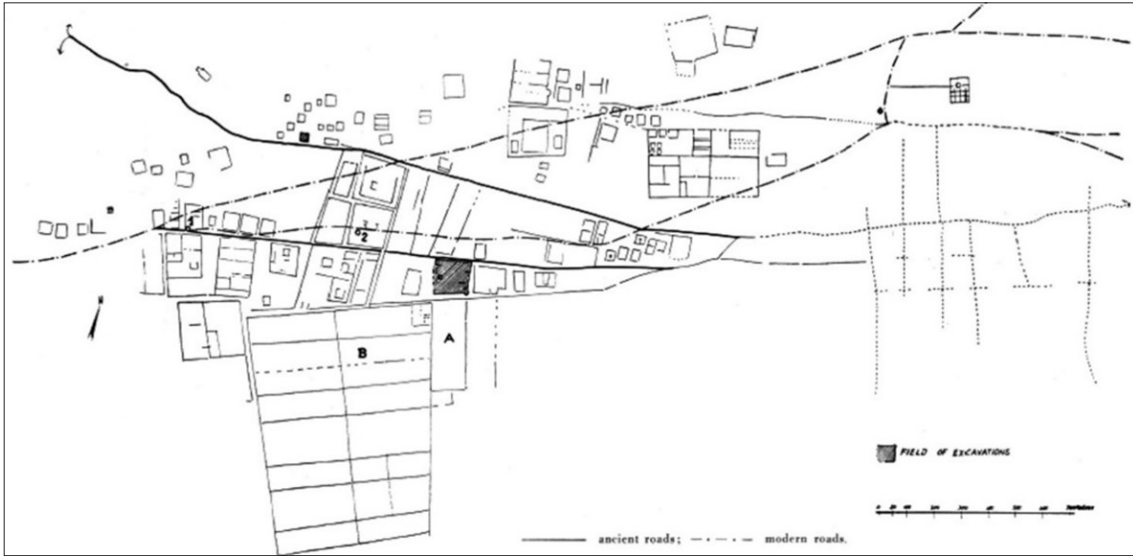 1
2
A
B
FIELD OF EXCAVATIONS
ancient roads; modern roads.